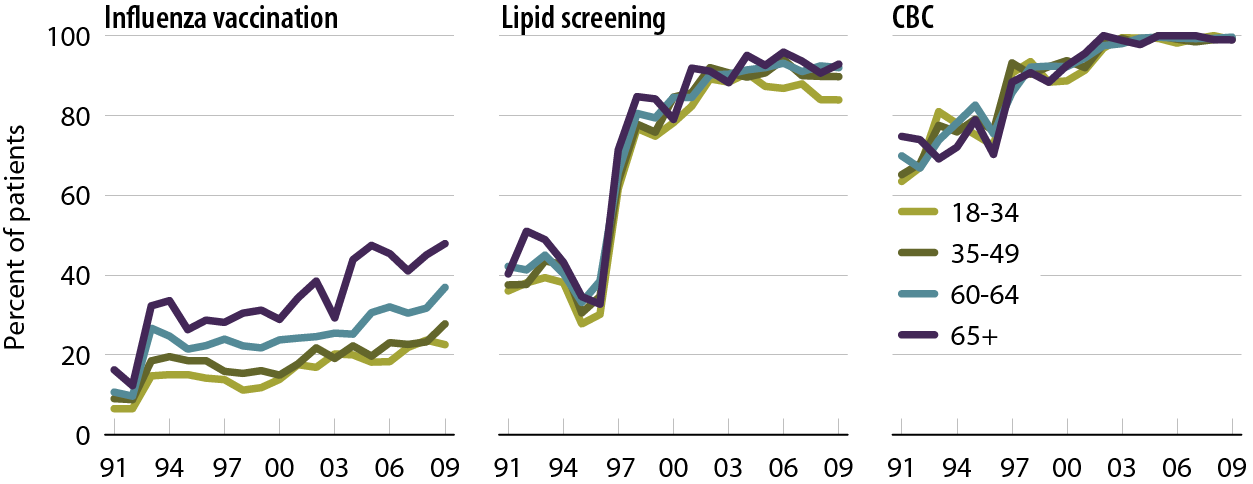 Influenza vaccination
Lipid screening
CBC
Percent of patients
100
80
60
40
20
0
18-34
35-49
60-64
65+
91 94 97 00 03 06 09
91 94 97 00 03 06 09
91 94 97 00 03 06 09